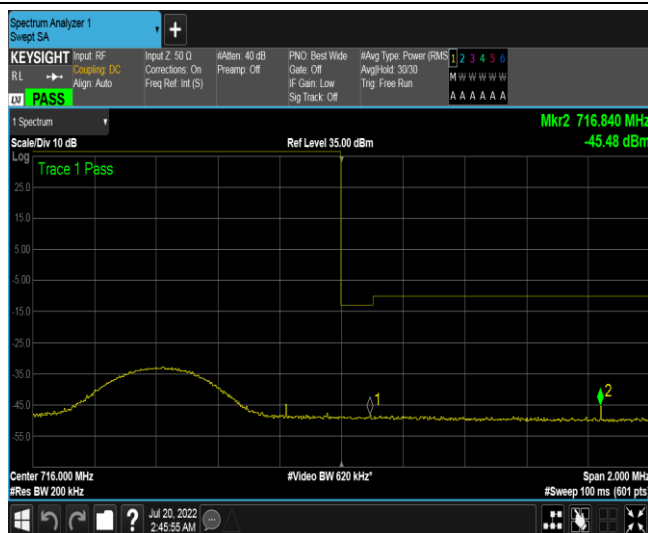 Spectrum Analyzer 1
Swept SA
+
KEYSIGHT Input: RF Input Z: 50 Ω #Atten: 40 dB PNO: Best Wide #Avg Type: Power (RMS 1 2 3 4 5 6
RL Coupling: DC Corrections: On Preamp: Off Gate: Off Avg|Hold: 30/30 M W W W W W
Align: Auto Freq Ref: Int (S) IF Gain: Low Trig: Free Run
LXI PASS Sig Track: Off A A A A A A
1 Spectrum Mkr2 716.840 MHz
Scale/Div 10 dB Ref Level 35.00 dBm -45.48 dBm
Log
Trace 1 Pass
25.0
15.0
5.00
-5.00
-15.0
-25.0
-35.0
-45.0
1
2
-55.0
Center 716.000 MHz #Video BW 620 kHz* Span 2.000 MHz
#Res BW 200 kHz #Sweep 100 ms (601 pts)
? Jul 20, 2022
2:45:55 AM